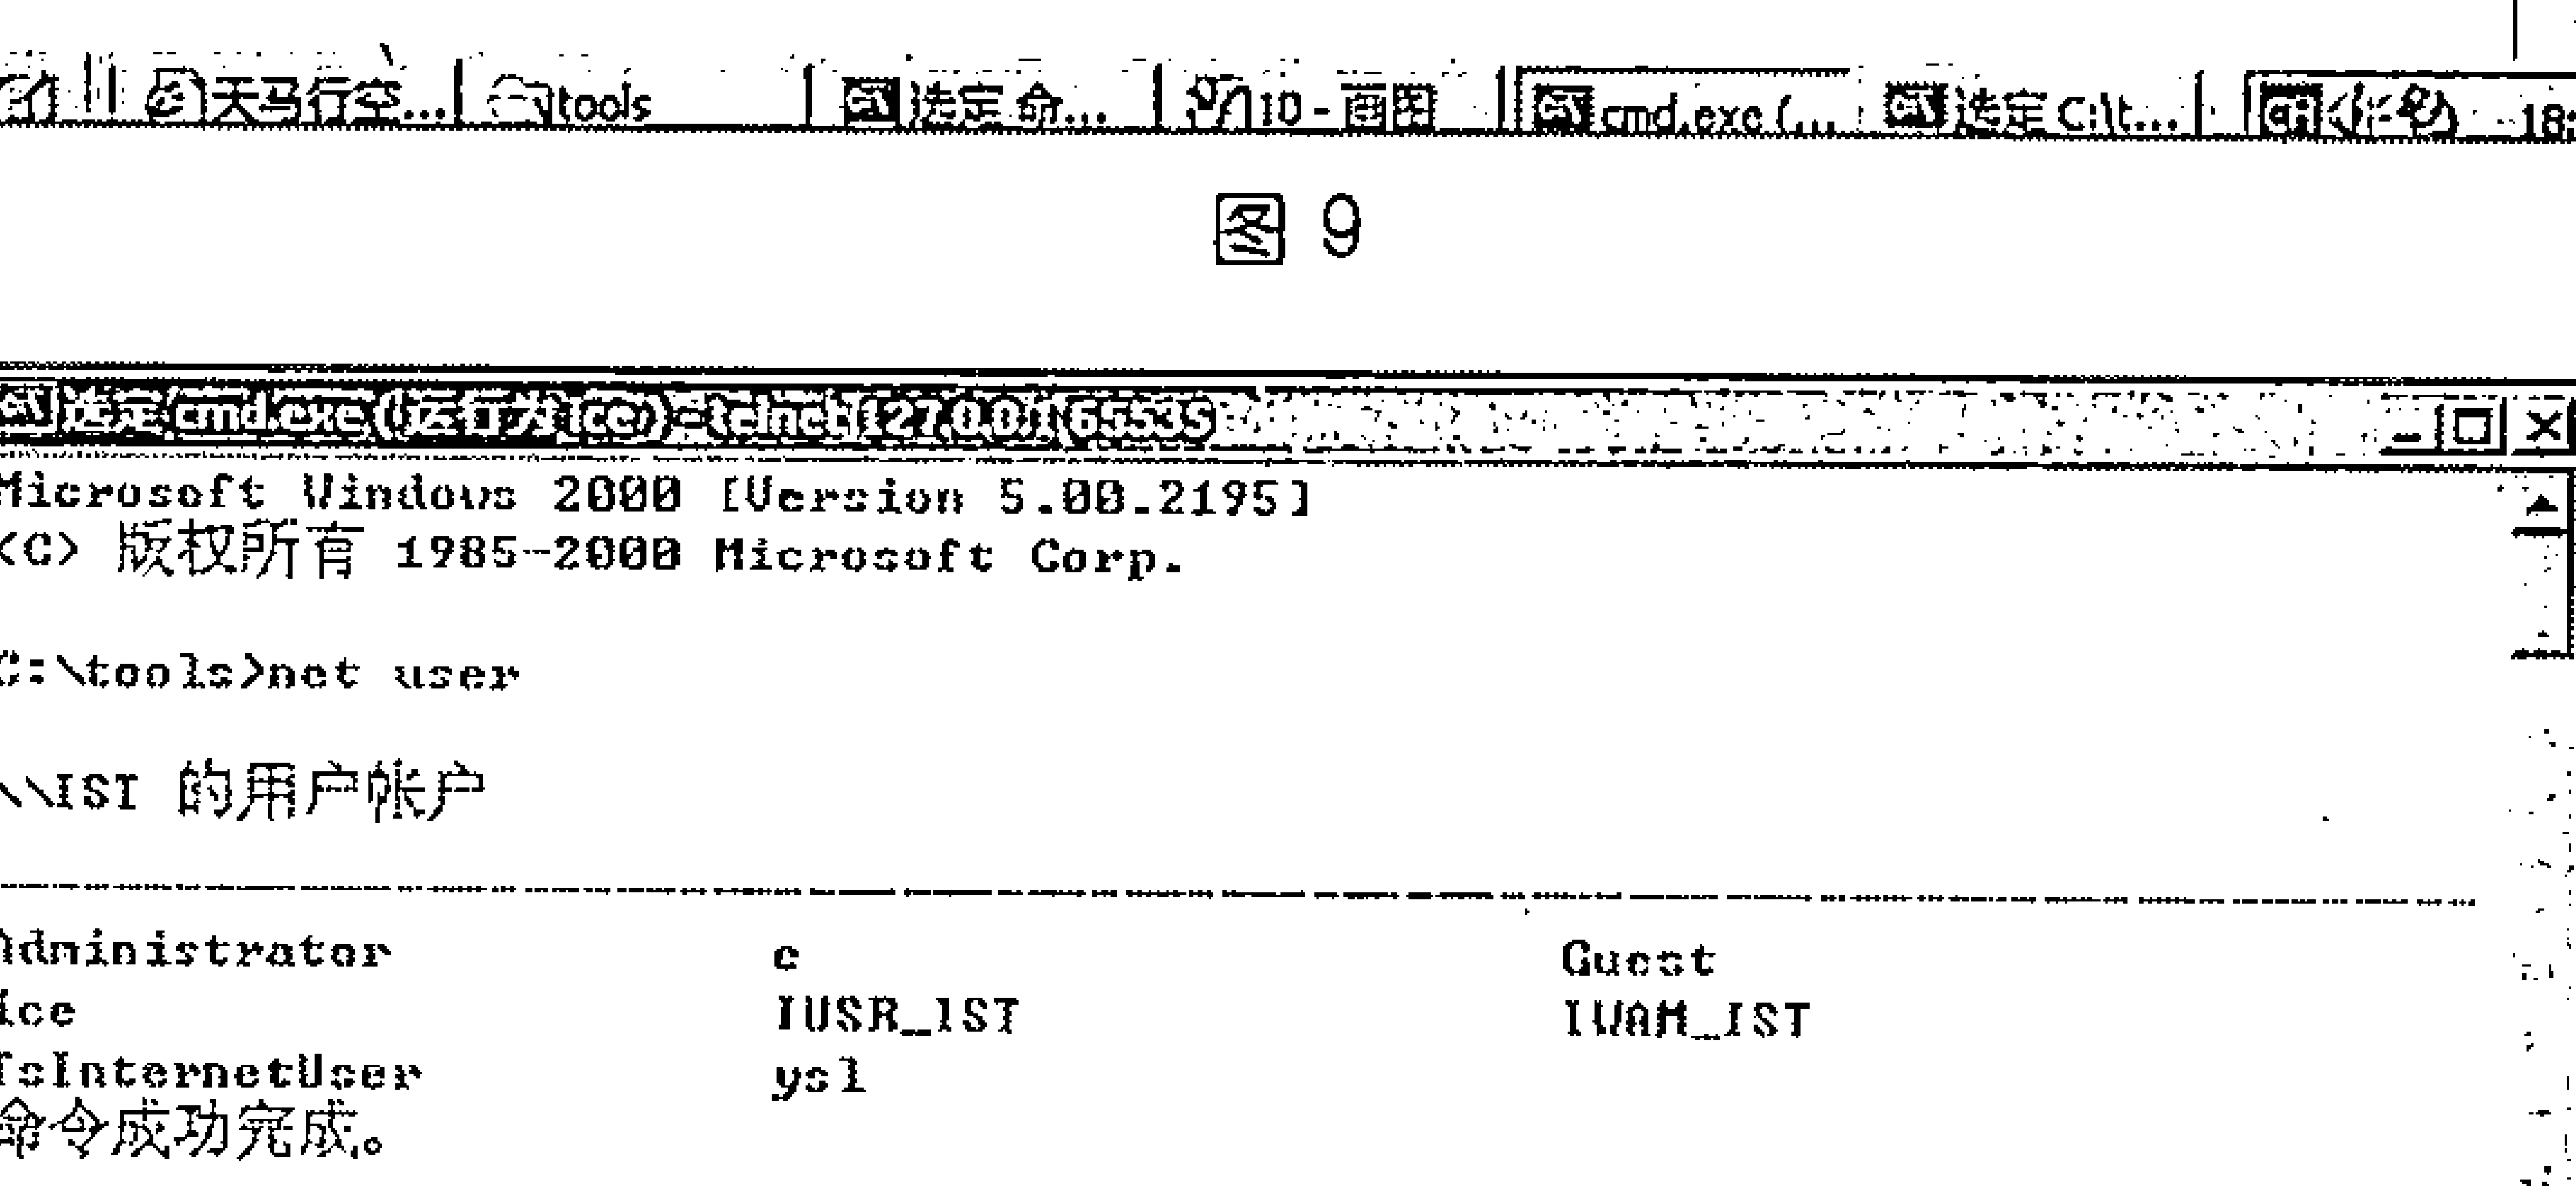 天马行空... tools 选定 命... 10 - 画图 cmd.exe (... 选定 C:\t... 18:
图 9
选定 cmd.exe (运行为 ice) - telnet 127.0.0.1 65535
Microsoft Windows 2000 [Version 5.00.2195]
<C> 版权所有 1985-2000 Microsoft Corp.
C:\tools>net user
\\IST 的用户帐户
-------------------------------------------------------------------------------
Administrator e Guest
ice IUSR_IST IWAM_IST
TsInternetUser ysl
命令成功完成。